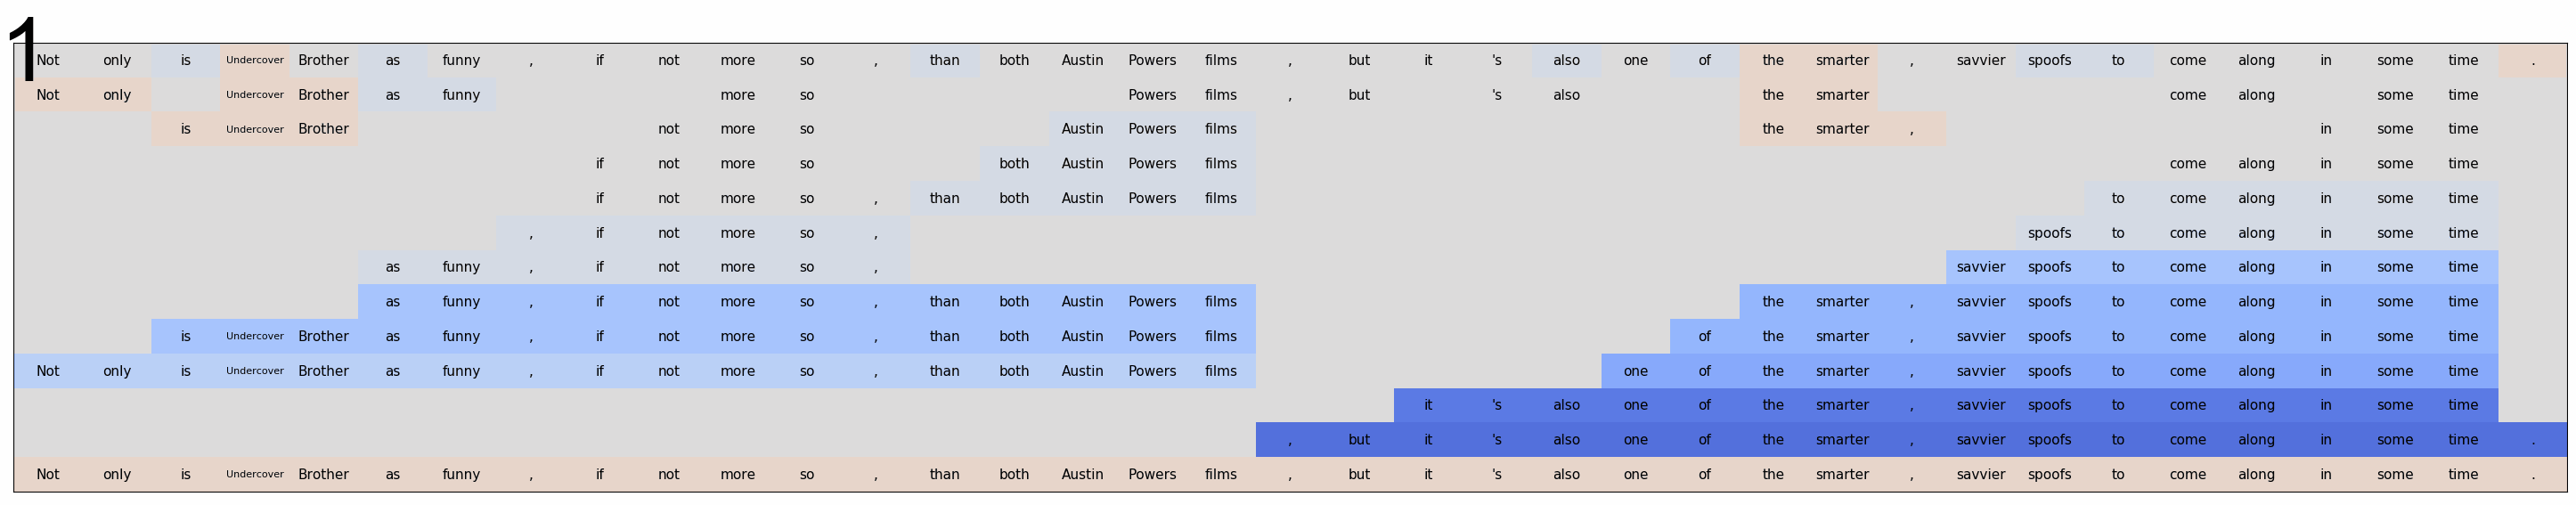 1
Not only is Undercover Brother as funny , if not more so , than both Austin Powers films , but it 's also one of the smarter , savvier spoofs to come along in some time .
Not only Undercover Brother as funny more so Powers films , but 's also the smarter come along some time
is Undercover Brother not more so Austin Powers films the smarter , in some time
if not more so both Austin Powers films come along in some time
if not more so , than both Austin Powers films to come along in some time
, if not more so , spoofs to come along in some time
as funny , if not more so , savvier spoofs to come along in some time
as funny , if not more so , than both Austin Powers films the smarter , savvier spoofs to come along in some time
is Undercover Brother as funny , if not more so , than both Austin Powers films of the smarter , savvier spoofs to come along in some time
Not only is Undercover Brother as funny , if not more so , than both Austin Powers films one of the smarter , savvier spoofs to come along in some time
it 's also one of the smarter , savvier spoofs to come along in some time
, but it 's also one of the smarter , savvier spoofs to come along in some time .
Not only is Undercover Brother as funny , if not more so , than both Austin Powers films , but it 's also one of the smarter , savvier spoofs to come along in some time .